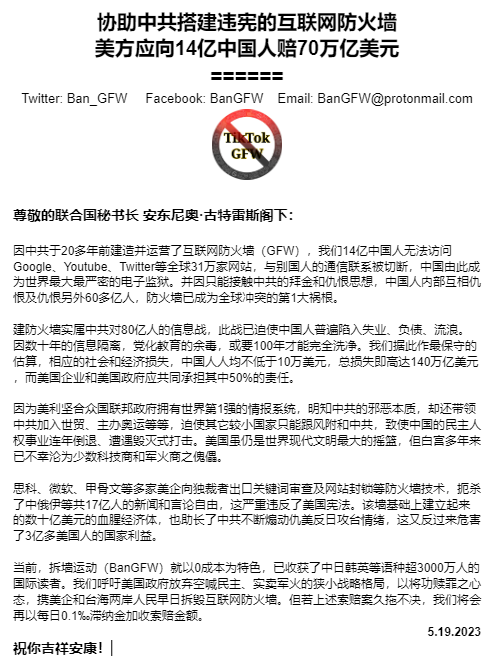 协助中共搭建违宪的互联网防火墙
美方应向14亿中国人赔70万亿美元
======
Twitter: Ban_GFW Facebook: BanGFW Email: BanGFW@protonmail.com
TikTok
GFW
尊敬的联合国秘书长 安东尼奥·古特雷斯阁下：
因中共于20多年前建造并运营了互联网防火墙（GFW），我们14亿中国人无法访问
Google、Youtube、Twitter等全球31万家网站，与别国人的通信联系被切断，中国由此成
为世界最大最严密的电子监狱。并因只能接触中共的拜金和仇恨思想，中国人内部互相仇
恨及仇恨另外60多亿人，防火墙已成为全球冲突的第1大祸根。
建防火墙实属中共对80亿人的信息战，此战已迫使中国人普遍陷入失业、负债、流浪。
因数十年的信息隔离，党化教育的余毒，或要100年才能完全洗净。我们据此作最保守的
估算，相应的社会和经济损失，中国人人均不低于10万美元，总损失即高达140万亿美元
，而美国企业和美国政府应共同承担其中50%的责任。
因为美利坚合众国联邦政府拥有世界第1强的情报系统，明知中共的邪恶本质，却还带领
中共加入世贸、主办奥运等等，迫使其它较小国家只能跟风附和中共，致使中国的民主人
权事业连年倒退、遭遇毁灭式打击。美国虽仍是世界现代文明最大的摇篮，但白宫多年来
已不幸沦为少数科技商和军火商之傀儡。
思科、微软、甲骨文等多家美企向独裁者出口关键词审查及网站封锁等防火墙技术，扼杀
了中俄伊等共17亿人的新闻和言论自由，这严重违反了美国宪法。该墙基础上建立起来
的数十亿美元的血腥经济体，也助长了中共不断煽动仇美反日攻台情绪，这又反过来危害
了3亿多美国人的国家利益。
当前，拆墙运动（BanGFW）就以0成本为特色，已收获了中日韩英等语种超3000万人的
国际读者。我们呼吁美国政府放弃空喊民主、实卖军火的狭小战略格局，以将功赎罪之心
态，携美企和台海两岸人民早日拆毁互联网防火墙。但若上述索赔案久拖不决，我们将会
再以每日0.1‰滞纳金加收索赔金额。
5.19.2023
祝你吉祥安康！